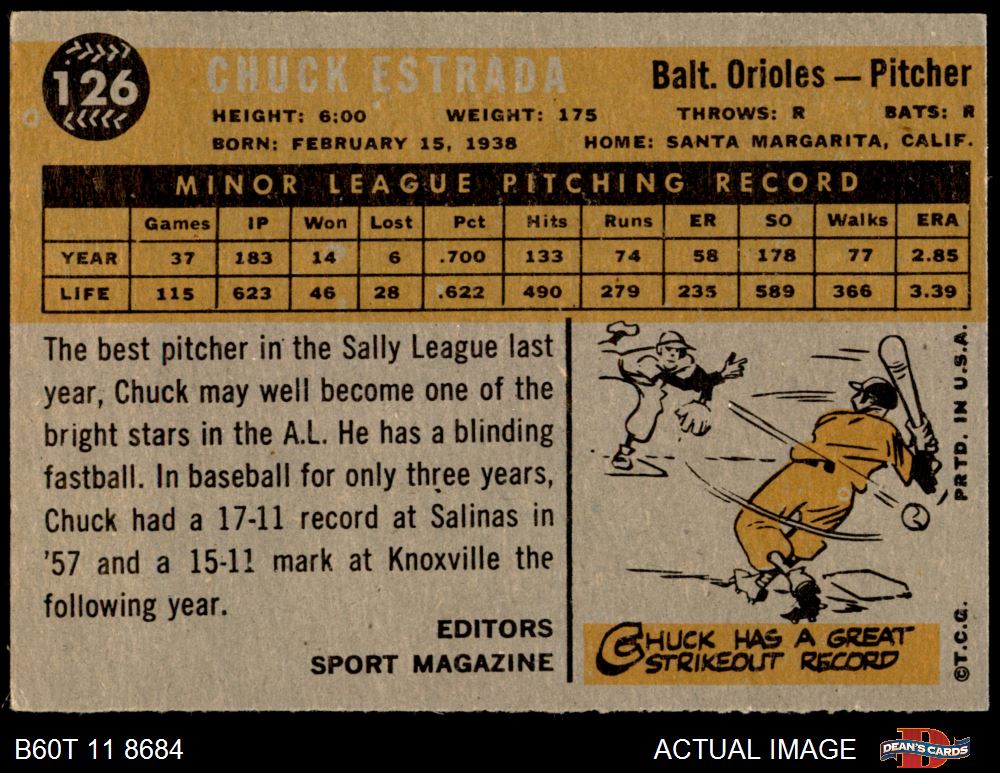 126
CHUCK ESTRADA
Balt. Orioles — Pitcher
HEIGHT: 6:00 WEIGHT: 175 THROWS: R BATS: R
BORN: FEBRUARY 15, 1938 HOME: SANTA MARGARITA, CALIF.
MINOR LEAGUE PITCHING RECORD
Games IP Won Lost Pct Hits Runs ER SO Walks ERA
YEAR 37 183 14 6 .700 133 74 58 178 77 2.85
LIFE 115 623 46 28 .622 490 279 235 589 366 3.39
The best pitcher in the Sally League last
year, Chuck may well become one of the
bright stars in the A.L. He has a blinding
fastball. In baseball for only three years,
Chuck had a 17-11 record at Salinas in
'57 and a 15-11 mark at Knoxville the
following year.
EDITORS
SPORT MAGAZINE
CHUCK HAS A GREAT
STRIKEOUT RECORD
PRTD. IN U.S.A.
©T.C.G.
B60T 11 8684
ACTUAL IMAGE
DEAN'S CARDS